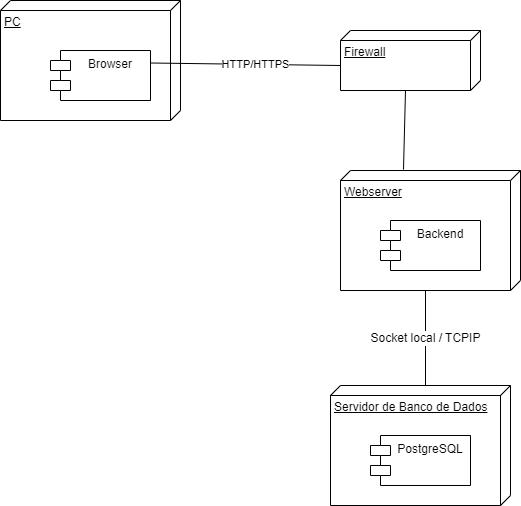 PC
Browser
HTTP/HTTPS
Firewall
Webserver
Backend
Socket local / TCPIP
Servidor de Banco de Dados
PostgreSQL